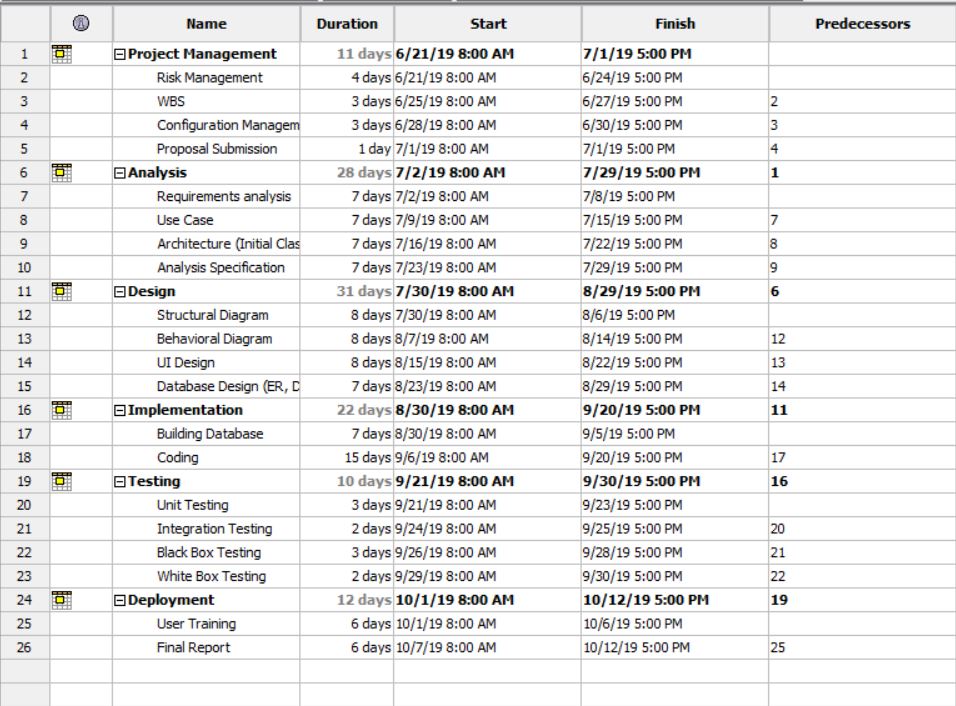 Name Duration Start Finish Predecessors
1 Project Management 11 days 6/21/19 8:00 AM 7/1/19 5:00 PM
2 Risk Management 4 days 6/21/19 8:00 AM 6/24/19 5:00 PM
3 WBS 3 days 6/25/19 8:00 AM 6/27/19 5:00 PM 2
4 Configuration Managem 3 days 6/28/19 8:00 AM 6/30/19 5:00 PM 3
5 Proposal Submission 1 day 7/1/19 8:00 AM 7/1/19 5:00 PM 4
6 Analysis 28 days 7/2/19 8:00 AM 7/29/19 5:00 PM 1
7 Requirements analysis 7 days 7/2/19 8:00 AM 7/8/19 5:00 PM
8 Use Case 7 days 7/9/19 8:00 AM 7/15/19 5:00 PM 7
9 Architecture (Initial Clas 7 days 7/16/19 8:00 AM 7/22/19 5:00 PM 8
10 Analysis Specification 7 days 7/23/19 8:00 AM 7/29/19 5:00 PM 9
11 Design 31 days 7/30/19 8:00 AM 8/29/19 5:00 PM 6
12 Structural Diagram 8 days 7/30/19 8:00 AM 8/6/19 5:00 PM
13 Behavioral Diagram 8 days 8/7/19 8:00 AM 8/14/19 5:00 PM 12
14 UI Design 8 days 8/15/19 8:00 AM 8/22/19 5:00 PM 13
15 Database Design (ER, D 7 days 8/23/19 8:00 AM 8/29/19 5:00 PM 14
16 Implementation 22 days 8/30/19 8:00 AM 9/20/19 5:00 PM 11
17 Building Database 7 days 8/30/19 8:00 AM 9/5/19 5:00 PM
18 Coding 15 days 9/6/19 8:00 AM 9/20/19 5:00 PM 17
19 Testing 10 days 9/21/19 8:00 AM 9/30/19 5:00 PM 16
20 Unit Testing 3 days 9/21/19 8:00 AM 9/23/19 5:00 PM
21 Integration Testing 2 days 9/24/19 8:00 AM 9/25/19 5:00 PM 20
22 Black Box Testing 3 days 9/26/19 8:00 AM 9/28/19 5:00 PM 21
23 White Box Testing 2 days 9/29/19 8:00 AM 9/30/19 5:00 PM 22
24 Deployment 12 days 10/1/19 8:00 AM 10/12/19 5:00 PM 19
25 User Training 6 days 10/1/19 8:00 AM 10/6/19 5:00 PM
26 Final Report 6 days 10/7/19 8:00 AM 10/12/19 5:00 PM 25